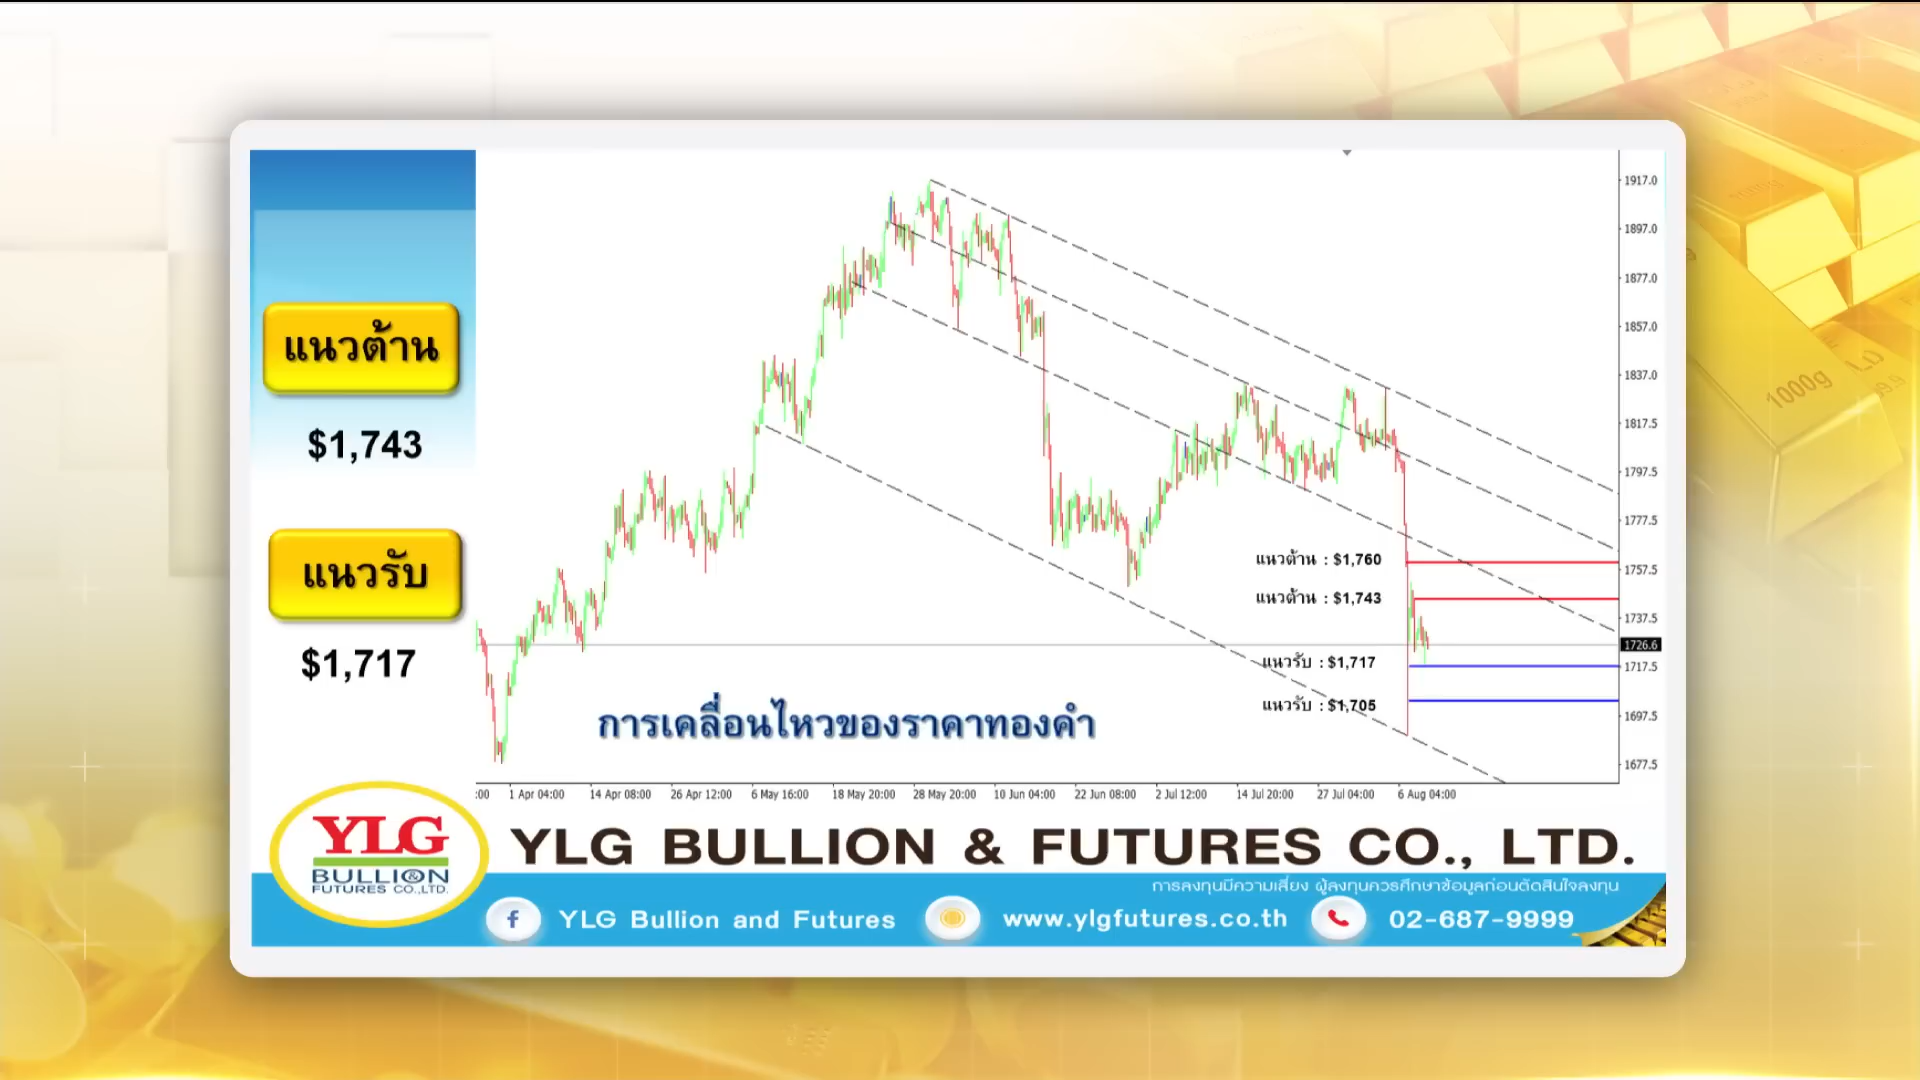 แนวต้าน
$1,743
แนวรับ
$1,717
1917.0
1897.0
1877.0
1857.0
1837.0
1817.5
1797.5
1777.5
1757.5
1737.5
1726.6
1717.5
1697.5
1677.5
แนวต้าน : $1,760
แนวต้าน : $1,743
แนวรับ : $1,717
แนวรับ : $1,705
การเคลื่อนไหวของราคาทองคำ
:00 1 Apr 04:00 14 Apr 08:00 26 Apr 12:00 6 May 16:00 18 May 20:00 28 May 20:00 10 Jun 04:00 22 Jun 08:00 2 Jul 12:00 14 Jul 20:00 27 Jul 04:00 6 Aug 04:00
YLG
BULLION
FUTURES CO.,LTD.
YLG BULLION & FUTURES CO., LTD.
การลงทุนมีความเสี่ยง ผู้ลงทุนควรศึกษาข้อมูลก่อนตัดสินใจลงทุน
YLG Bullion and Futures www.ylgfutures.co.th 02-687-9999
1000g